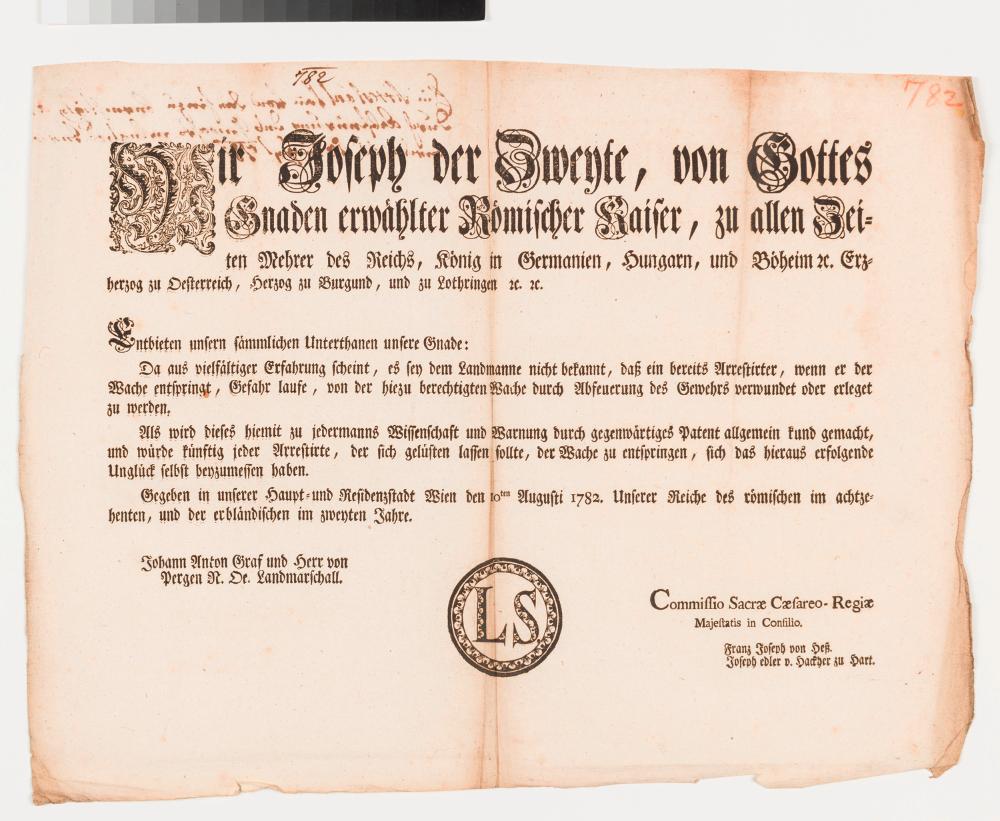 782
782
Wir Joseph der Zweyte, von Gottes
Gnaden erwählter Römischer Kaiser, zu allen Zei-
ten Mehrer des Reichs, König in Germanien, Hungarn, und Böheim ꝛc. Erz-
herzog zu Oesterreich, Herzog zu Burgund, und zu Lothringen ꝛc. ꝛc.
Entbieten unsern sämmlichen Unterthanen unsere Gnade:
Da aus vielfältiger Erfahrung scheint, es sey dem Landmanne nicht bekannt, daß ein bereits Arrestirter, wenn er der
Wache entspringt, Gefahr laufe, von der hiezu berechtigten Wache durch Abfeuerung des Gewehrs verwundet oder erleget
zu werden.
Als wird dieses hiemit zu jedermanns Wissenschaft und Warnung durch gegenwärtiges Patent allgemein kund gemacht,
und würde künftig jeder Arrestirte, der sich gelüsten lassen sollte, der Wache zu entspringen, sich das hieraus erfolgende
Unglück selbst beyzumessen haben.
Gegeben in unserer Haupt-und Residenzstadt Wien den 10ten Augusti 1782. Unserer Reiche des römischen im achtze-
henten, und der erbländischen im zweyten Jahre.
Johann Anton Graf und Herr von
Pergen N. Oe. Landmarschall.
LS
Commissio Sacræ Cæsareo-Regiæ
Majestatis in Consilio.
Franz Joseph von Heß.
Joseph edler v. Hackher zu Hart.